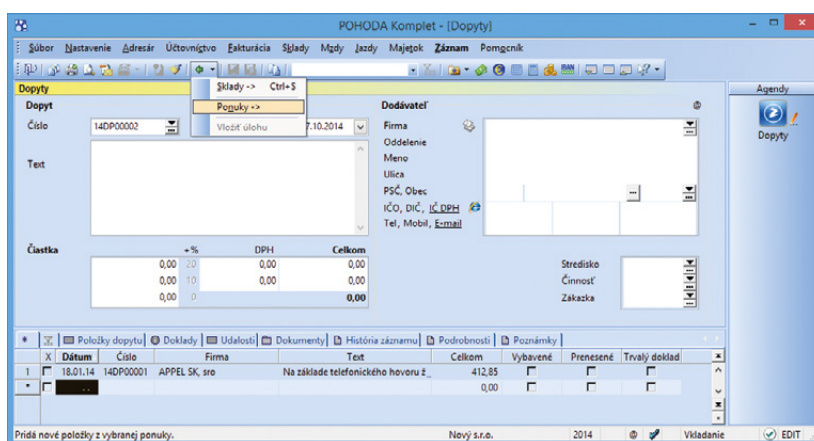 POHODA Komplet - [Dopyty]
Súbor Nastavenie Adresár Účtovníctvo Fakturácia Sklady Mzdy Jazdy Majetok Záznam Pomocník
Dopyty
Sklady -> Ctrl+S
Ponuky ->
Vložiť úlohu
Agendy
Dopyty
Dopyt
Číslo 14DP00002 7.10.2014
Text
Dodávateľ
Firma
Oddelenie
Meno
Ulica
PSČ, Obec
IČO, DIČ, IČ DPH
Tel, Mobil, E-mail
Čiastka +% DPH Celkom
0,00 20 0,00 0,00
0,00 10 0,00 0,00
0,00 0 0,00
Stredisko
Činnosť
Zákazka
Položky dopytu Doklady Udalosti Dokumenty História záznamu Podrobnosti Poznámky
X Dátum Číslo Firma Text Celkom Vybavené Prenesené Trvalý doklad
1 18.01.14 14DP00001 APPEL SK, sro Na základe telefonického hovoru ž_ 412,85
* . . 0,00
Pridá nové položky z vybranej ponuky. Nový s.r.o. 2014 @ Vkladanie EDIT